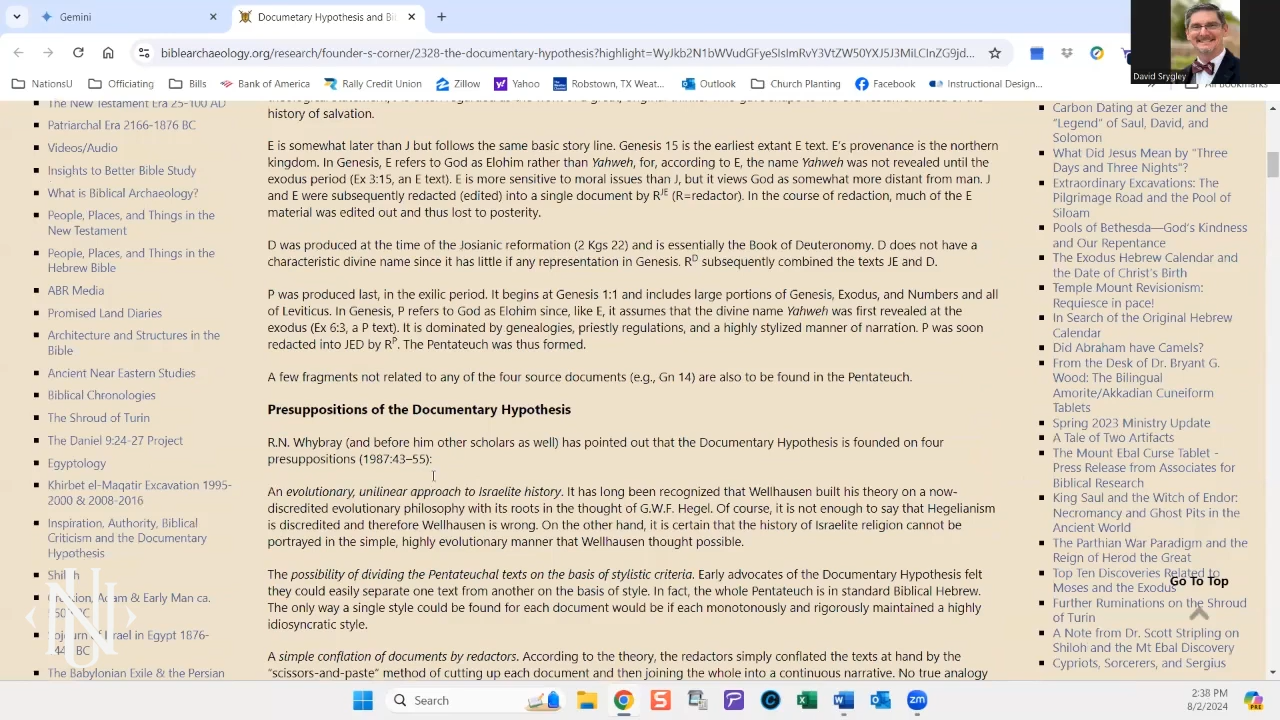 Gemini
Documetary Hypothesis and Bi
biblearchaeology.org/research/founder-s-corner/2328-the-documentary-hypothesis?highlight=WyJkb2N1bWVudGFyeSIsImRvY3VtZW50YXJ5J3MiLCInZG9jd...
NationsU
Officiating
Bills
Bank of America
Rally Credit Union
Zillow
Yahoo
Robstown, TX Weat...
Outlook
Church Planting
Facebook
Instructional Design...
David Srygley
The New Testament Era 25-100 AD
Patriarchal Era 2166-1876 BC
Videos/Audio
Insights to Better Bible Study
What is Biblical Archaeology?
People, Places, and Things in the
New Testament
People, Places, and Things in the
Hebrew Bible
ABR Media
Promised Land Diaries
Architecture and Structures in the
Bible
Ancient Near Eastern Studies
Biblical Chronologies
The Shroud of Turin
The Daniel 9:24-27 Project
Egyptology
Khirbet el-Maqatir Excavation 1995-
2000 & 2008-2016
Inspiration, Authority, Biblical
Criticism and the Documentary
Hypothesis
Adam & Early Man ca.
BC
of Israel in Egypt 1876-
BC
The Babylonian Exile & the Persian
history of salvation.
E is somewhat later than J but follows the same basic story line. Genesis 15 is the earliest extant E text. E's provenance is the northern
kingdom. In Genesis, E refers to God as Elohim rather than Yahweh, for, according to E, the name Yahweh was not revealed until the
exodus period (Ex 3:15, an E text). E is more sensitive to moral issues than J, but it views God as somewhat more distant from man. J
and E were subsequently redacted (edited) into a single document by RJE (R=redactor). In the course of redaction, much of the E
material was edited out and thus lost to posterity.
D was produced at the time of the Josianic reformation (2 Kgs 22) and is essentially the Book of Deuteronomy. D does not have a
characteristic divine name since it has little if any representation in Genesis. RD subsequently combined the texts JE and D.
P was produced last, in the exilic period. It begins at Genesis 1:1 and includes large portions of Genesis, Exodus, and Numbers and all
of Leviticus. In Genesis, P refers to God as Elohim since, like E, it assumes that the divine name Yahweh was first revealed at the
exodus (Ex 6:3, a P text). It is dominated by genealogies, priestly regulations, and a highly stylized manner of narration. P was soon
redacted into JED by RP. The Pentateuch was thus formed.
A few fragments not related to any of the four source documents (e.g., Gn 14) are also to be found in the Pentateuch.
Presuppositions of the Documentary Hypothesis
R.N. Whybray (and before him other scholars as well) has pointed out that the Documentary Hypothesis is founded on four
presuppositions (1987:43–55):
An evolutionary, unilinear approach to Israelite history. It has long been recognized that Wellhausen built his theory on a now-
discredited evolutionary philosophy with its roots in the thought of G.W.F. Hegel. Of course, it is not enough to say that Hegelianism
is discredited and therefore Wellhausen is wrong. On the other hand, it is certain that the history of Israelite religion cannot be
portrayed in the simple, highly evolutionary manner that Wellhausen thought possible.
The possibility of dividing the Pentateuchal texts on the basis of stylistic criteria. Early advocates of the Documentary Hypothesis felt
they could easily separate one text from another on the basis of style. In fact, the whole Pentateuch is in standard Biblical Hebrew.
The only way a single style could be found for each document would be if each monotonously and rigorously maintained a highly
idiosyncratic style.
A simple conflation of documents by redactors. According to the theory, the redactors simply conflated the texts at hand by the
"scissors-and-paste" method of cutting up each document and then joining the whole into a continuous narrative. No true analogy
Carbon Dating at Gezer and the
"Legend" of Saul, David, and
Solomon
What Did Jesus Mean by "Three
Days and Three Nights"?
Extraordinary Excavations: The
Pilgrimage Road and the Pool of
Siloam
Pools of Bethesda—God's Kindness
and Our Repentance
The Exodus Hebrew Calendar and
the Date of Christ's Birth
Temple Mount Revisionism:
Requiesce in pace!
In Search of the Original Hebrew
Calendar
Did Abraham have Camels?
From the Desk of Dr. Bryant G.
Wood: The Bilingual
Amorite/Akkadian Cuneiform
Tablets
Spring 2023 Ministry Update
A Tale of Two Artifacts
The Mount Ebal Curse Tablet -
Press Release from Associates for
Biblical Research
King Saul and the Witch of Endor:
Necromancy and Ghost Pits in the
Ancient World
The Parthian War Paradigm and the
Reign of Herod the Great
Top Ten Discoveries Related to
Moses and the Exodus
Go To Top
Further Ruminations on the Shroud
of Turin
A Note from Dr. Scott Stripling on
Shiloh and the Mt Ebal Discovery
Cypriots, Sorcerers, and Sergius
Search
2:38 PM
8/2/2024